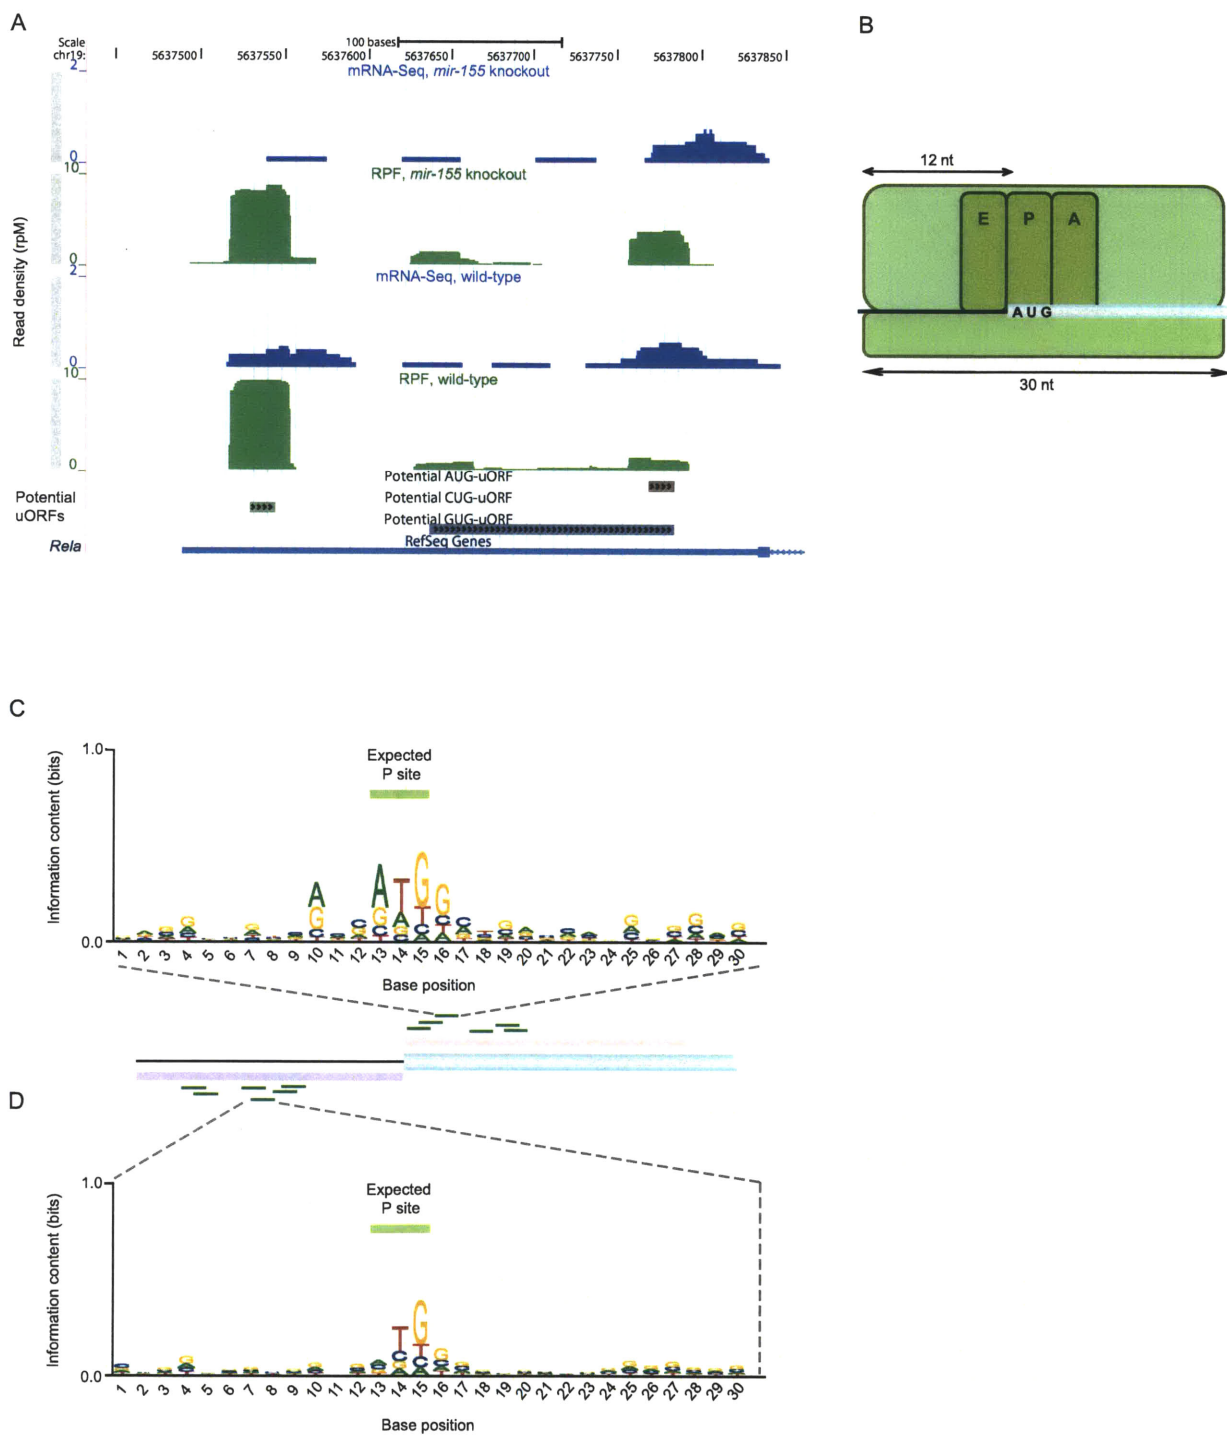 A
Scale
100 bases
chr19:
5637500
5637550
5637600
5637650
5637700
5637750
5637800
5637850
2
mRNA-Seq, mir-155 knockout
0
10
RPF, mir-155 knockout
0
2
mRNA-Seq, wild-type
0
10
RPF, wild-type
0
Read density (rpM)
Potential AUG-uORF
Potential CUG-uORF
Potential GUG-uORF
Potential
uORFs
RefSeq Genes
Rela
B
12 nt
E P A
AUG
30 nt
C
1.0
Expected
P site
Information content (bits)
0.0
1 2 3 4 5 6 7 8 9 10 11 12 13 14 15 16 17 18 19 20 21 22 23 24 25 26 27 28 29 30
Base position
D
1.0
Expected
P site
Information content (bits)
0.0
1 2 3 4 5 6 7 8 9 10 11 12 13 14 15 16 17 18 19 20 21 22 23 24 25 26 27 28 29 30
Base position